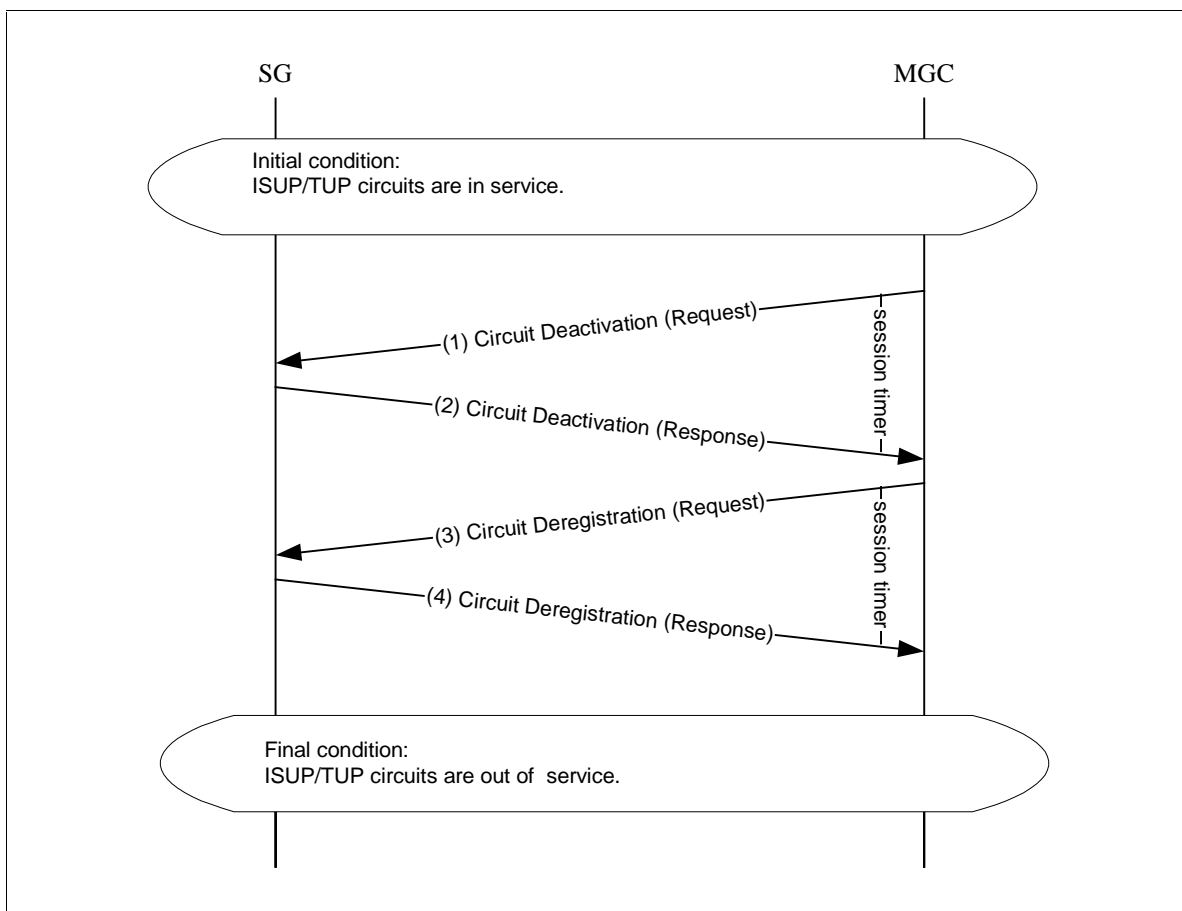 SG
MGC
Initial condition:
ISUP/TUP circuits are in service.
(1) Circuit Deactivation (Request)
session timer
(2) Circuit Deactivation (Response)
(3) Circuit Deregistration (Request)
session timer
(4) Circuit Deregistration (Response)
Final condition:
ISUP/TUP circuits are out of  service.